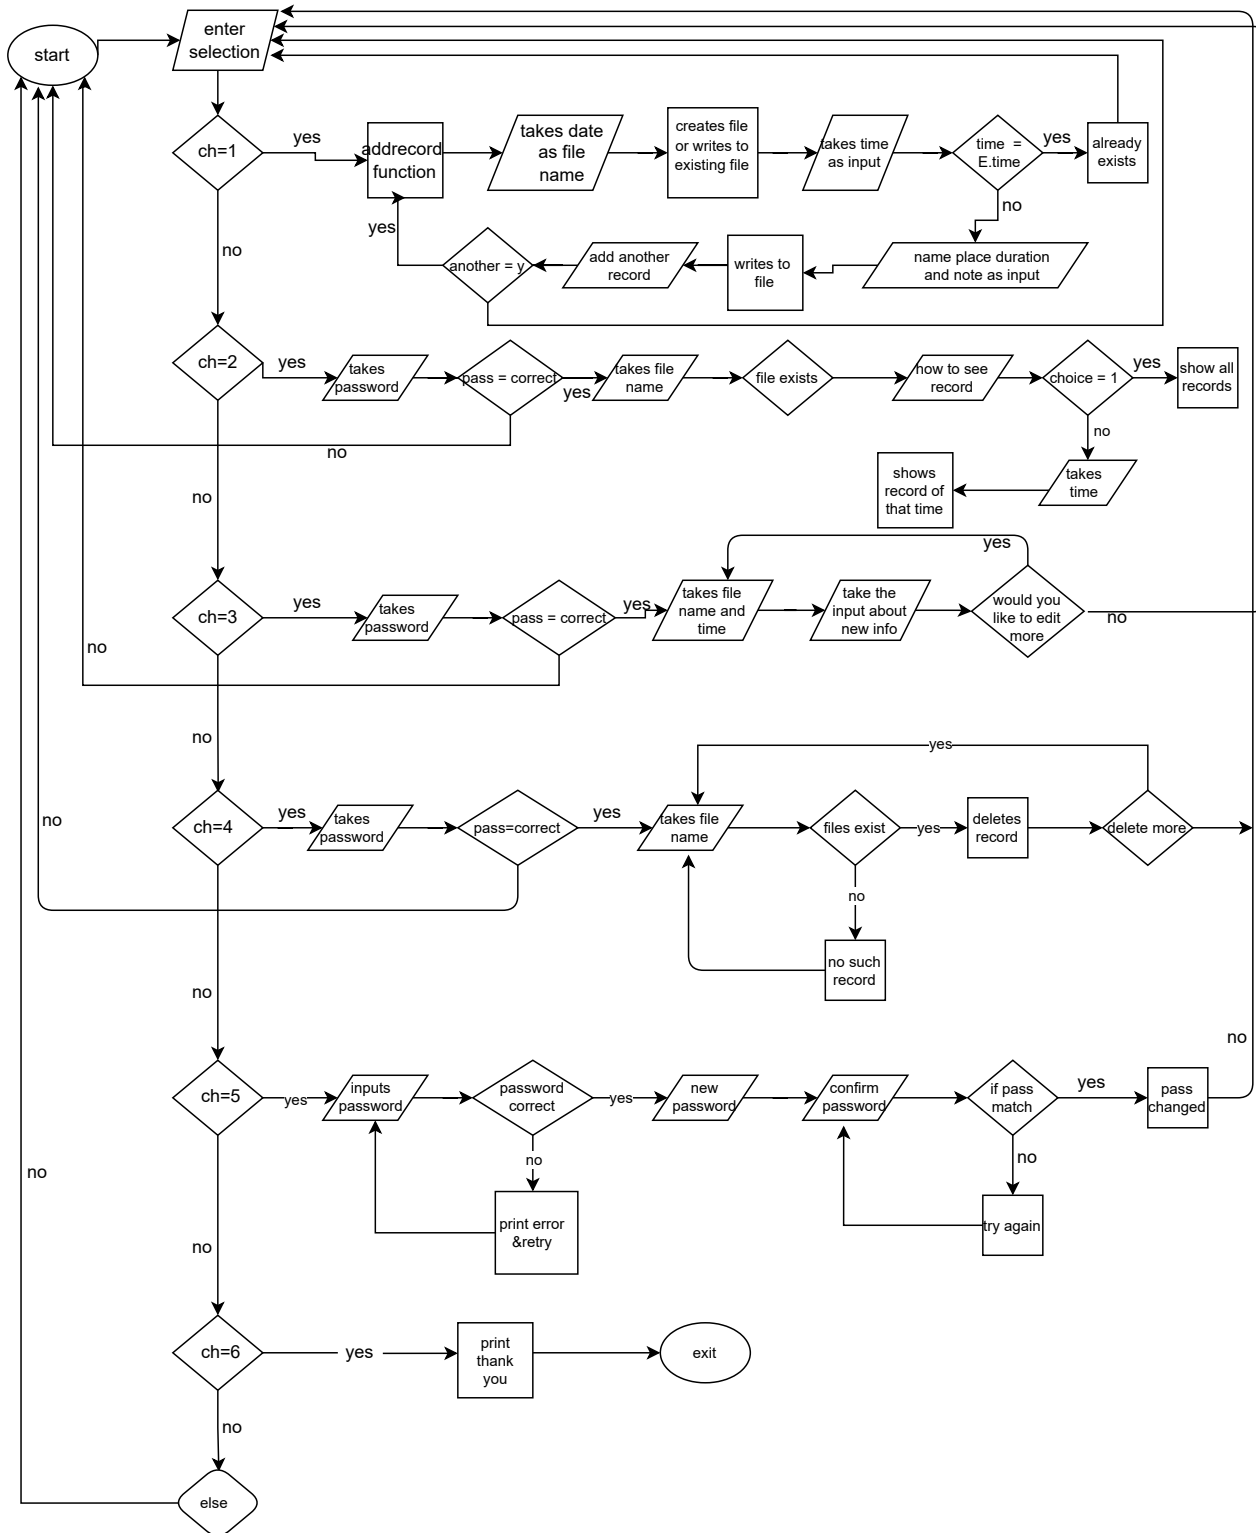 start
enter
selection
ch=1
yes
addrecord
function
takes date
as file
name
creates file
or writes to
existing file
takes time
as input
time =
E.time
yes
already
exists
no
name place duration
and note as input
writes to
file
add another
record
another = y
yes
no
ch=2
yes
takes
password
pass = correct
yes
takes file
name
file exists
how to see
record
choice = 1
yes
show all
records
no
no
takes
time
shows
record of
that time
no
ch=3
yes
takes
password
pass = correct
yes
takes file
name and
time
take the
input about
new info
yes
would you
like to edit
more
no
no
no
ch=4
yes
takes
password
pass=correct
yes
takes file
name
files exist
yes
deletes
record
delete more
yes
no
no such
record
no
no
ch=5
yes
inputs
password
password
correct
yes
new
password
confirm
password
if pass
match
yes
pass
changed
no
no
print error
&retry
no
try again
no
no
ch=6
yes
print
thank
you
exit
no
else